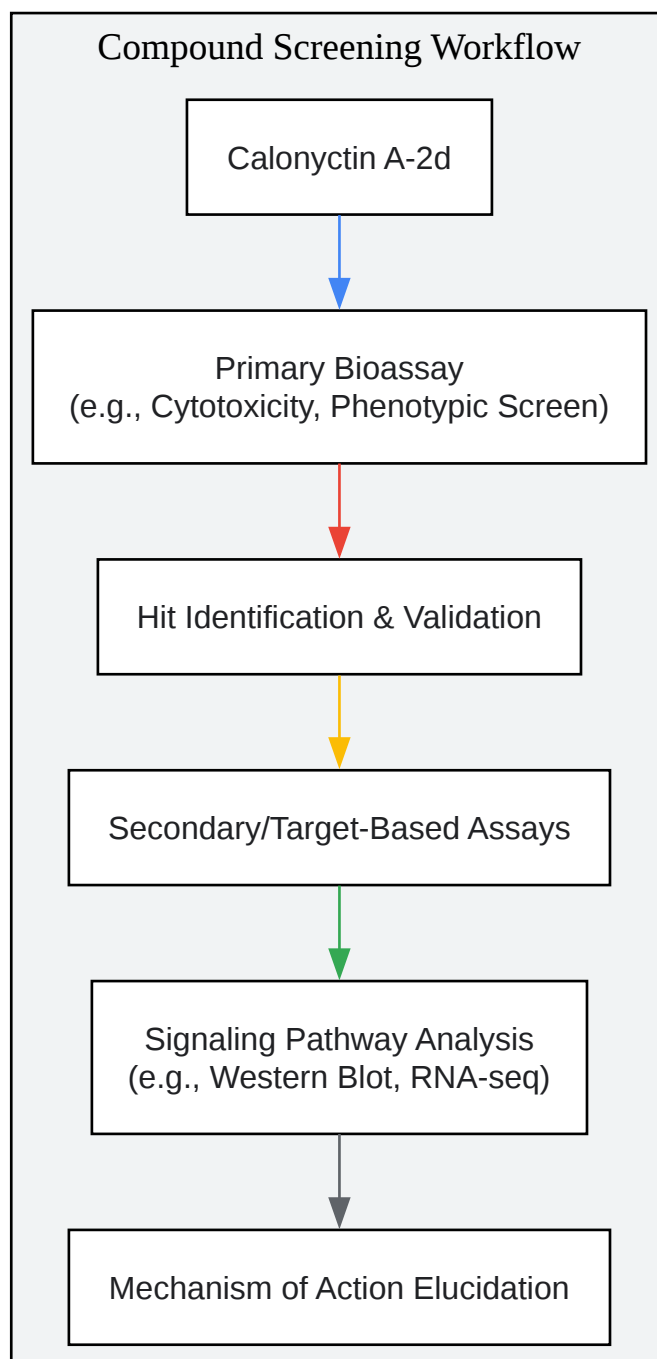 Compound Screening Workflow
Calonyctin A-2d
Primary Bioassay
(e.g., Cytotoxicity, Phenotypic Screen)
Hit Identification & Validation
Secondary/Target-Based Assays
Signaling Pathway Analysis
(e.g., Western Blot, RNA-seq)
Mechanism of Action Elucidation